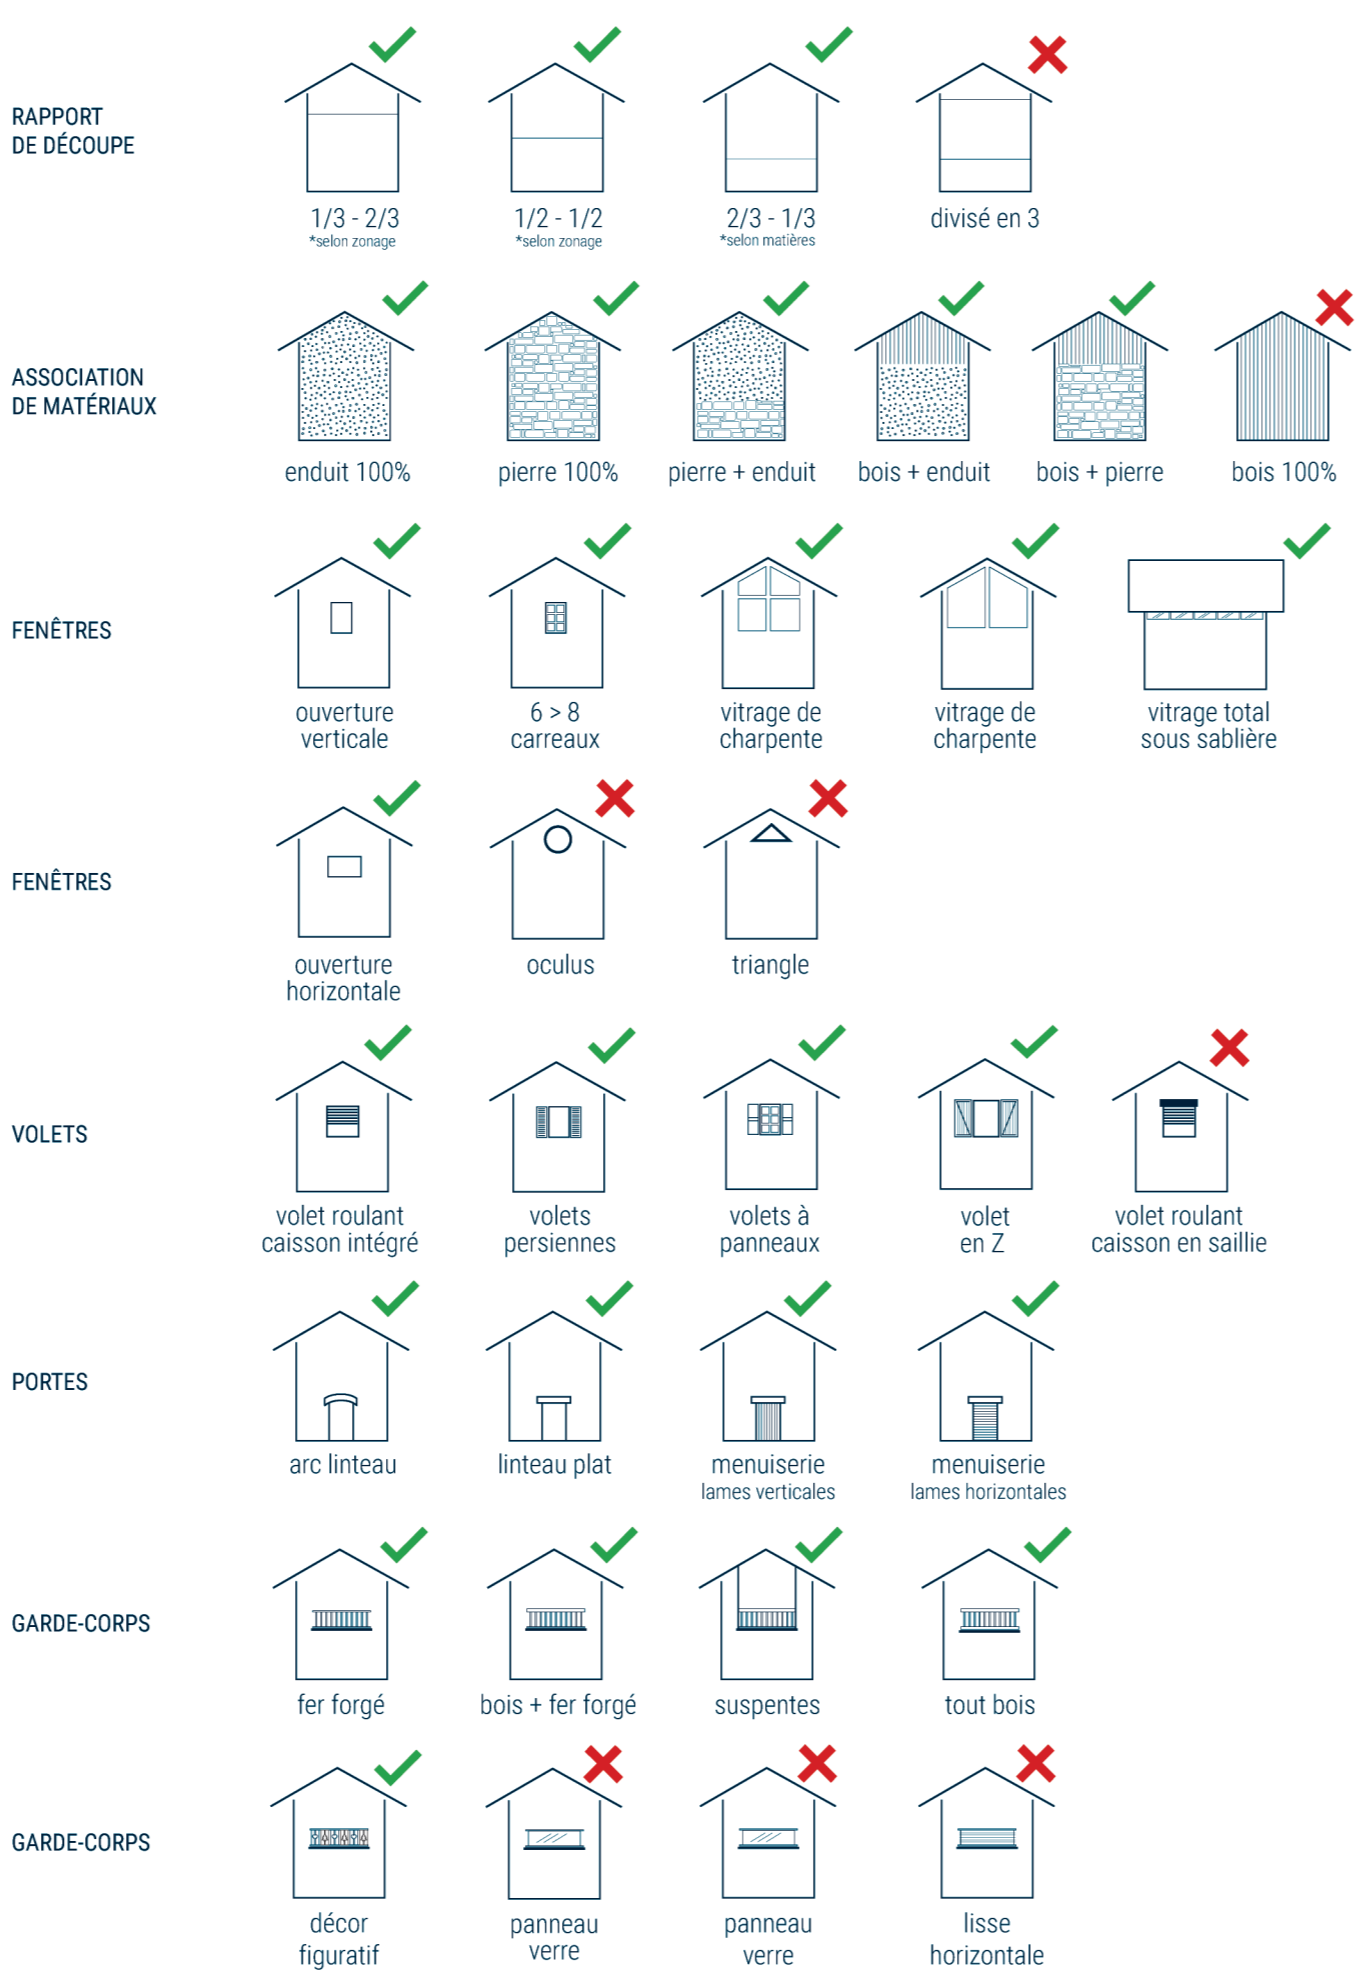 RAPPORT
DE DÉCOUPE
1/3 - 2/3
*selon zonage
1/2 - 1/2
*selon zonage
2/3 - 1/3
*selon matières
divisé en 3
ASSOCIATION
DE MATÉRIAUX
enduit 100%
pierre 100%
pierre + enduit
bois + enduit
bois + pierre
bois 100%
FENÊTRES
ouverture
verticale
6 > 8
carreaux
vitrage de
charpente
vitrage de
charpente
vitrage total
sous sablière
FENÊTRES
ouverture
horizontale
oculus
triangle
VOLETS
volet roulant
caisson intégré
volets
persiennes
volets à
panneaux
volet
en Z
volet roulant
caisson en saillie
PORTES
arc linteau
linteau plat
menuiserie
lames verticales
menuiserie
lames horizontales
GARDE-CORPS
fer forgé
bois + fer forgé
suspentes
tout bois
GARDE-CORPS
décor
figuratif
panneau
verre
panneau
verre
lisse
horizontale